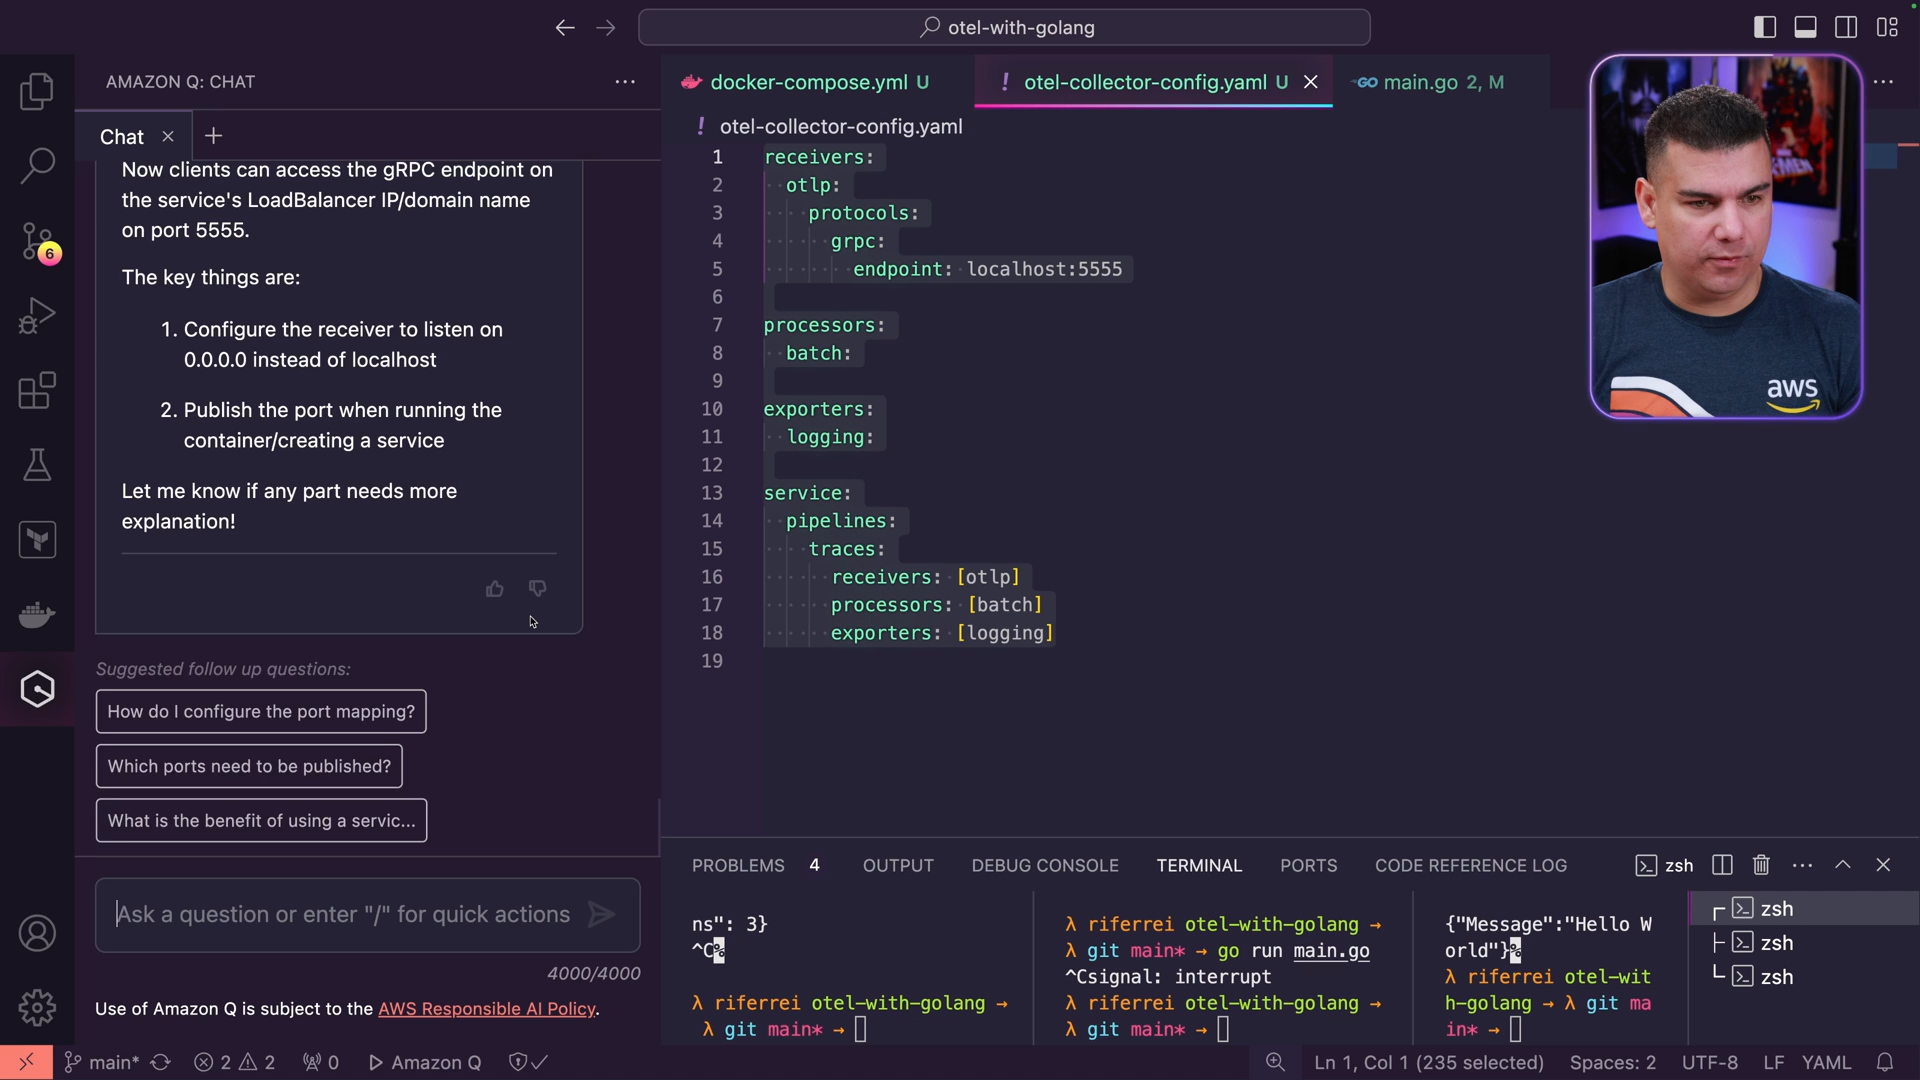 otel-with-golang
AMAZON Q: CHAT
Chat
Now clients can access the gRPC endpoint on
the service's LoadBalancer IP/domain name
on port 5555.
The key things are:
1. Configure the receiver to listen on
0.0.0.0 instead of localhost
2. Publish the port when running the
container/creating a service
Let me know if any part needs more
explanation!
Suggested follow up questions:
How do I configure the port mapping?
Which ports need to be published?
What is the benefit of using a servic...
Ask a question or enter "/" for quick actions
4000/4000
Use of Amazon Q is subject to the AWS Responsible AI Policy.
6
docker-compose.yml U
! otel-collector-config.yaml U
GO main.go 2, M
! otel-collector-config.yaml
1 receivers:
2 otlp:
3 protocols:
4 grpc:
5 endpoint: localhost:5555
6
7 processors:
8 batch:
9
10 exporters:
11 logging:
12
13 service:
14 pipelines:
15 traces:
16 receivers: [otlp]
17 processors: [batch]
18 exporters: [logging]
19
aws
PROBLEMS 4 OUTPUT DEBUG CONSOLE TERMINAL PORTS CODE REFERENCE LOG
zsh
ns": 3}
^C%
λ riferrei otel-with-golang →
λ git main* →
λ riferrei otel-with-golang →
λ git main* → go run main.go
^Csignal: interrupt
λ riferrei otel-with-golang →
λ git main* →
{"Message":"Hello W
orld"}%
λ riferrei otel-wit
h-golang → λ git ma
in* →
zsh
zsh
zsh
main* 2 2 0 Amazon Q
Ln 1, Col 1 (235 selected) Spaces: 2 UTF-8 LF YAML